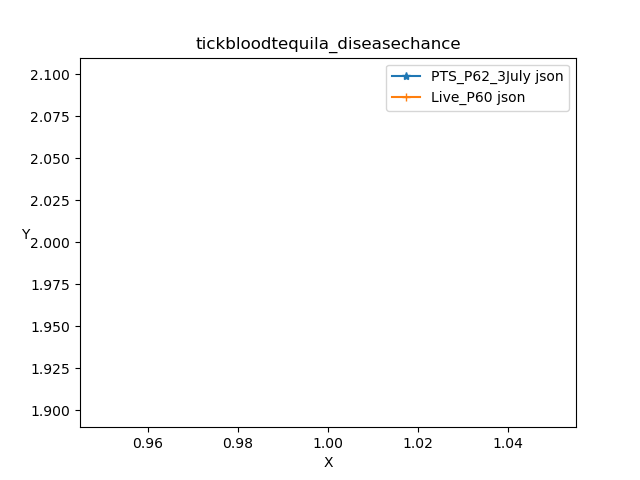 tickbloodtequila_diseasechance
PTS_P62_3July json
Live_P60 json
2.100
2.075
2.050
2.025
Y
2.000
1.975
1.950
1.925
1.900
0.96 0.98 1.00 1.02 1.04
X